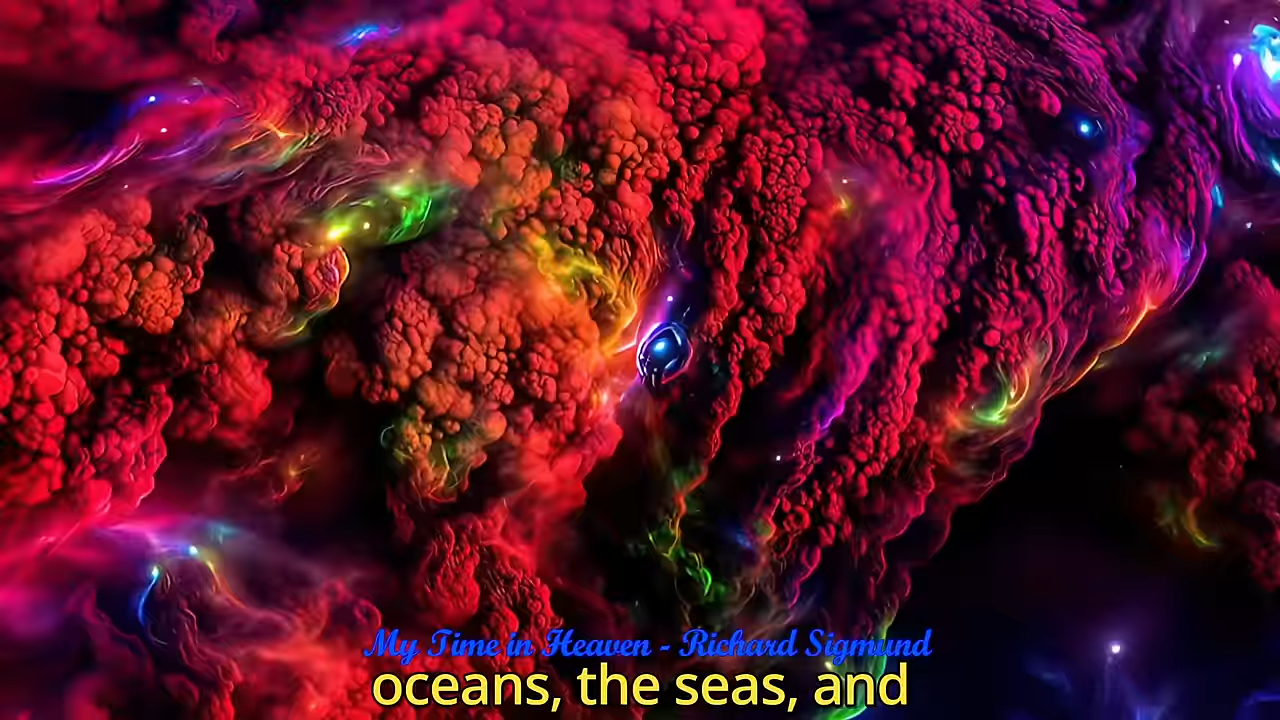 My Time in Heaven - Richard Sigmund
oceans, the seas, and